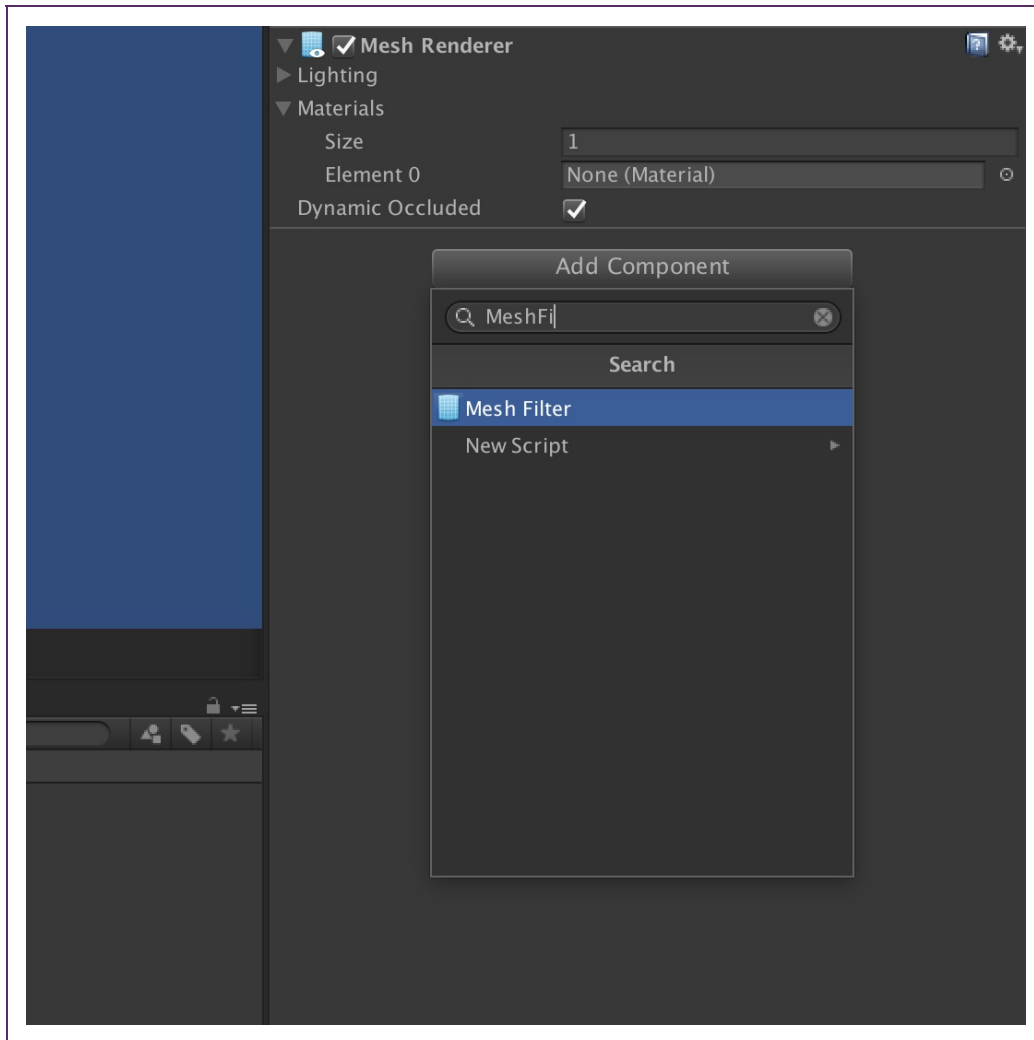 Mesh Renderer
Lighting
Materials
Size 1
Element 0 None (Material)
Dynamic Occluded
Add Component
MeshFi
Search
Mesh Filter
New Script